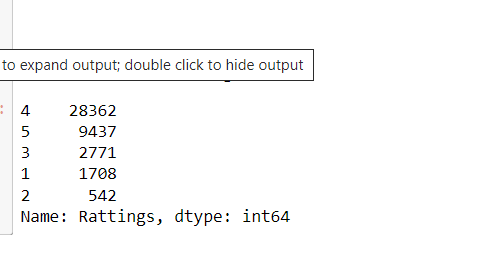 to expand output; double click to hide output
: 4 28362
5 9437
3 2771
1 1708
2 542
Name: Rattings, dtype: int64